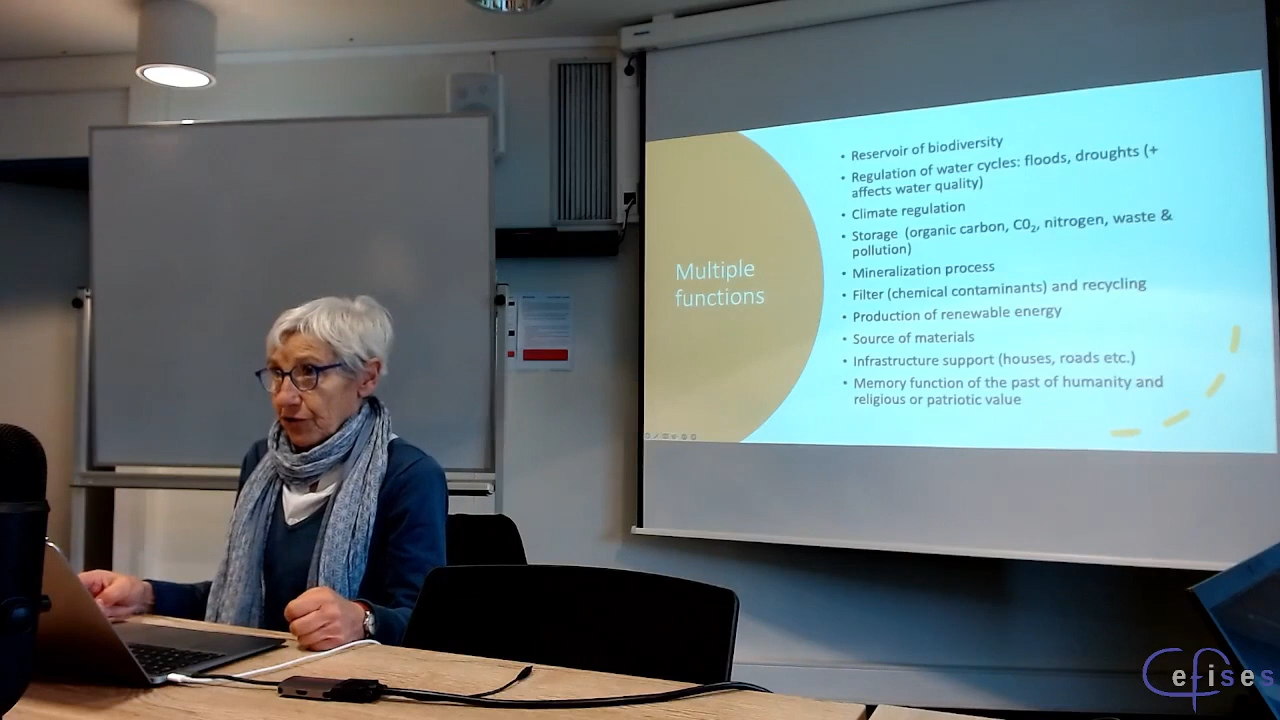 Multiple
functions
• Reservoir of biodiversity
• Regulation of water cycles: floods, droughts (+
affects water quality)
• Climate regulation
• Storage (organic carbon, C0₂, nitrogen, waste &
pollution)
• Mineralization process
• Filter (chemical contaminants) and recycling
• Production of renewable energy
• Source of materials
• Infrastructure support (houses, roads etc.)
• Memory function of the past of humanity and
religious or patriotic value
Cefises